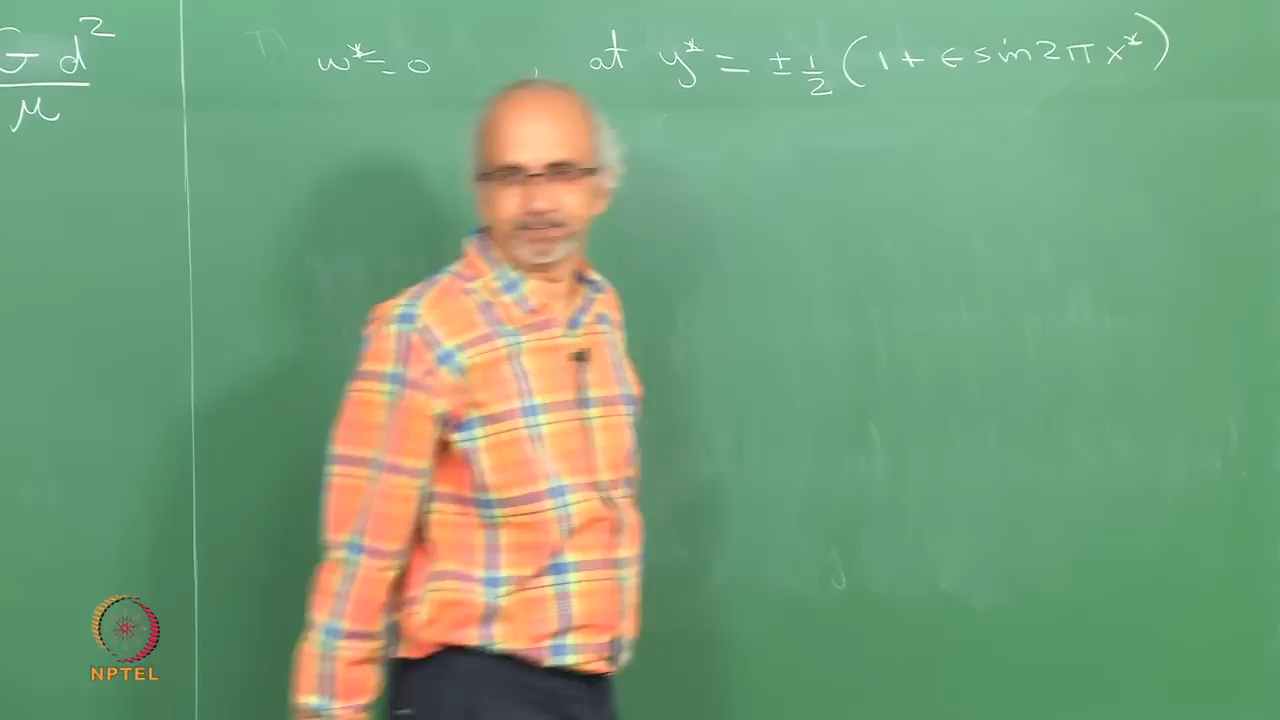 G d²
μ
w* = 0 , at y* = ± 1/2 (1 + ϵ sin 2π x*)
NPTEL